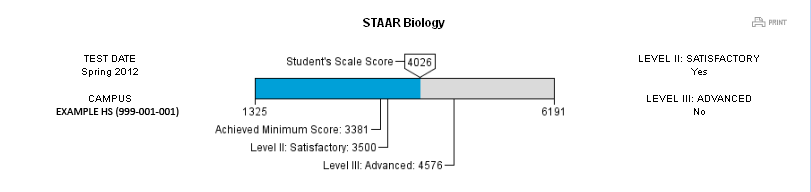 STAAR Biology
PRINT
TEST DATE
Spring 2012
CAMPUS
EXAMPLE HS (999-001-001)
Student's Scale Score
4026
1325
6191
Achieved Minimum Score: 3381
Level II: Satisfactory: 3500
Level III: Advanced: 4576
LEVEL II: SATISFACTORY
Yes
LEVEL III: ADVANCED
No